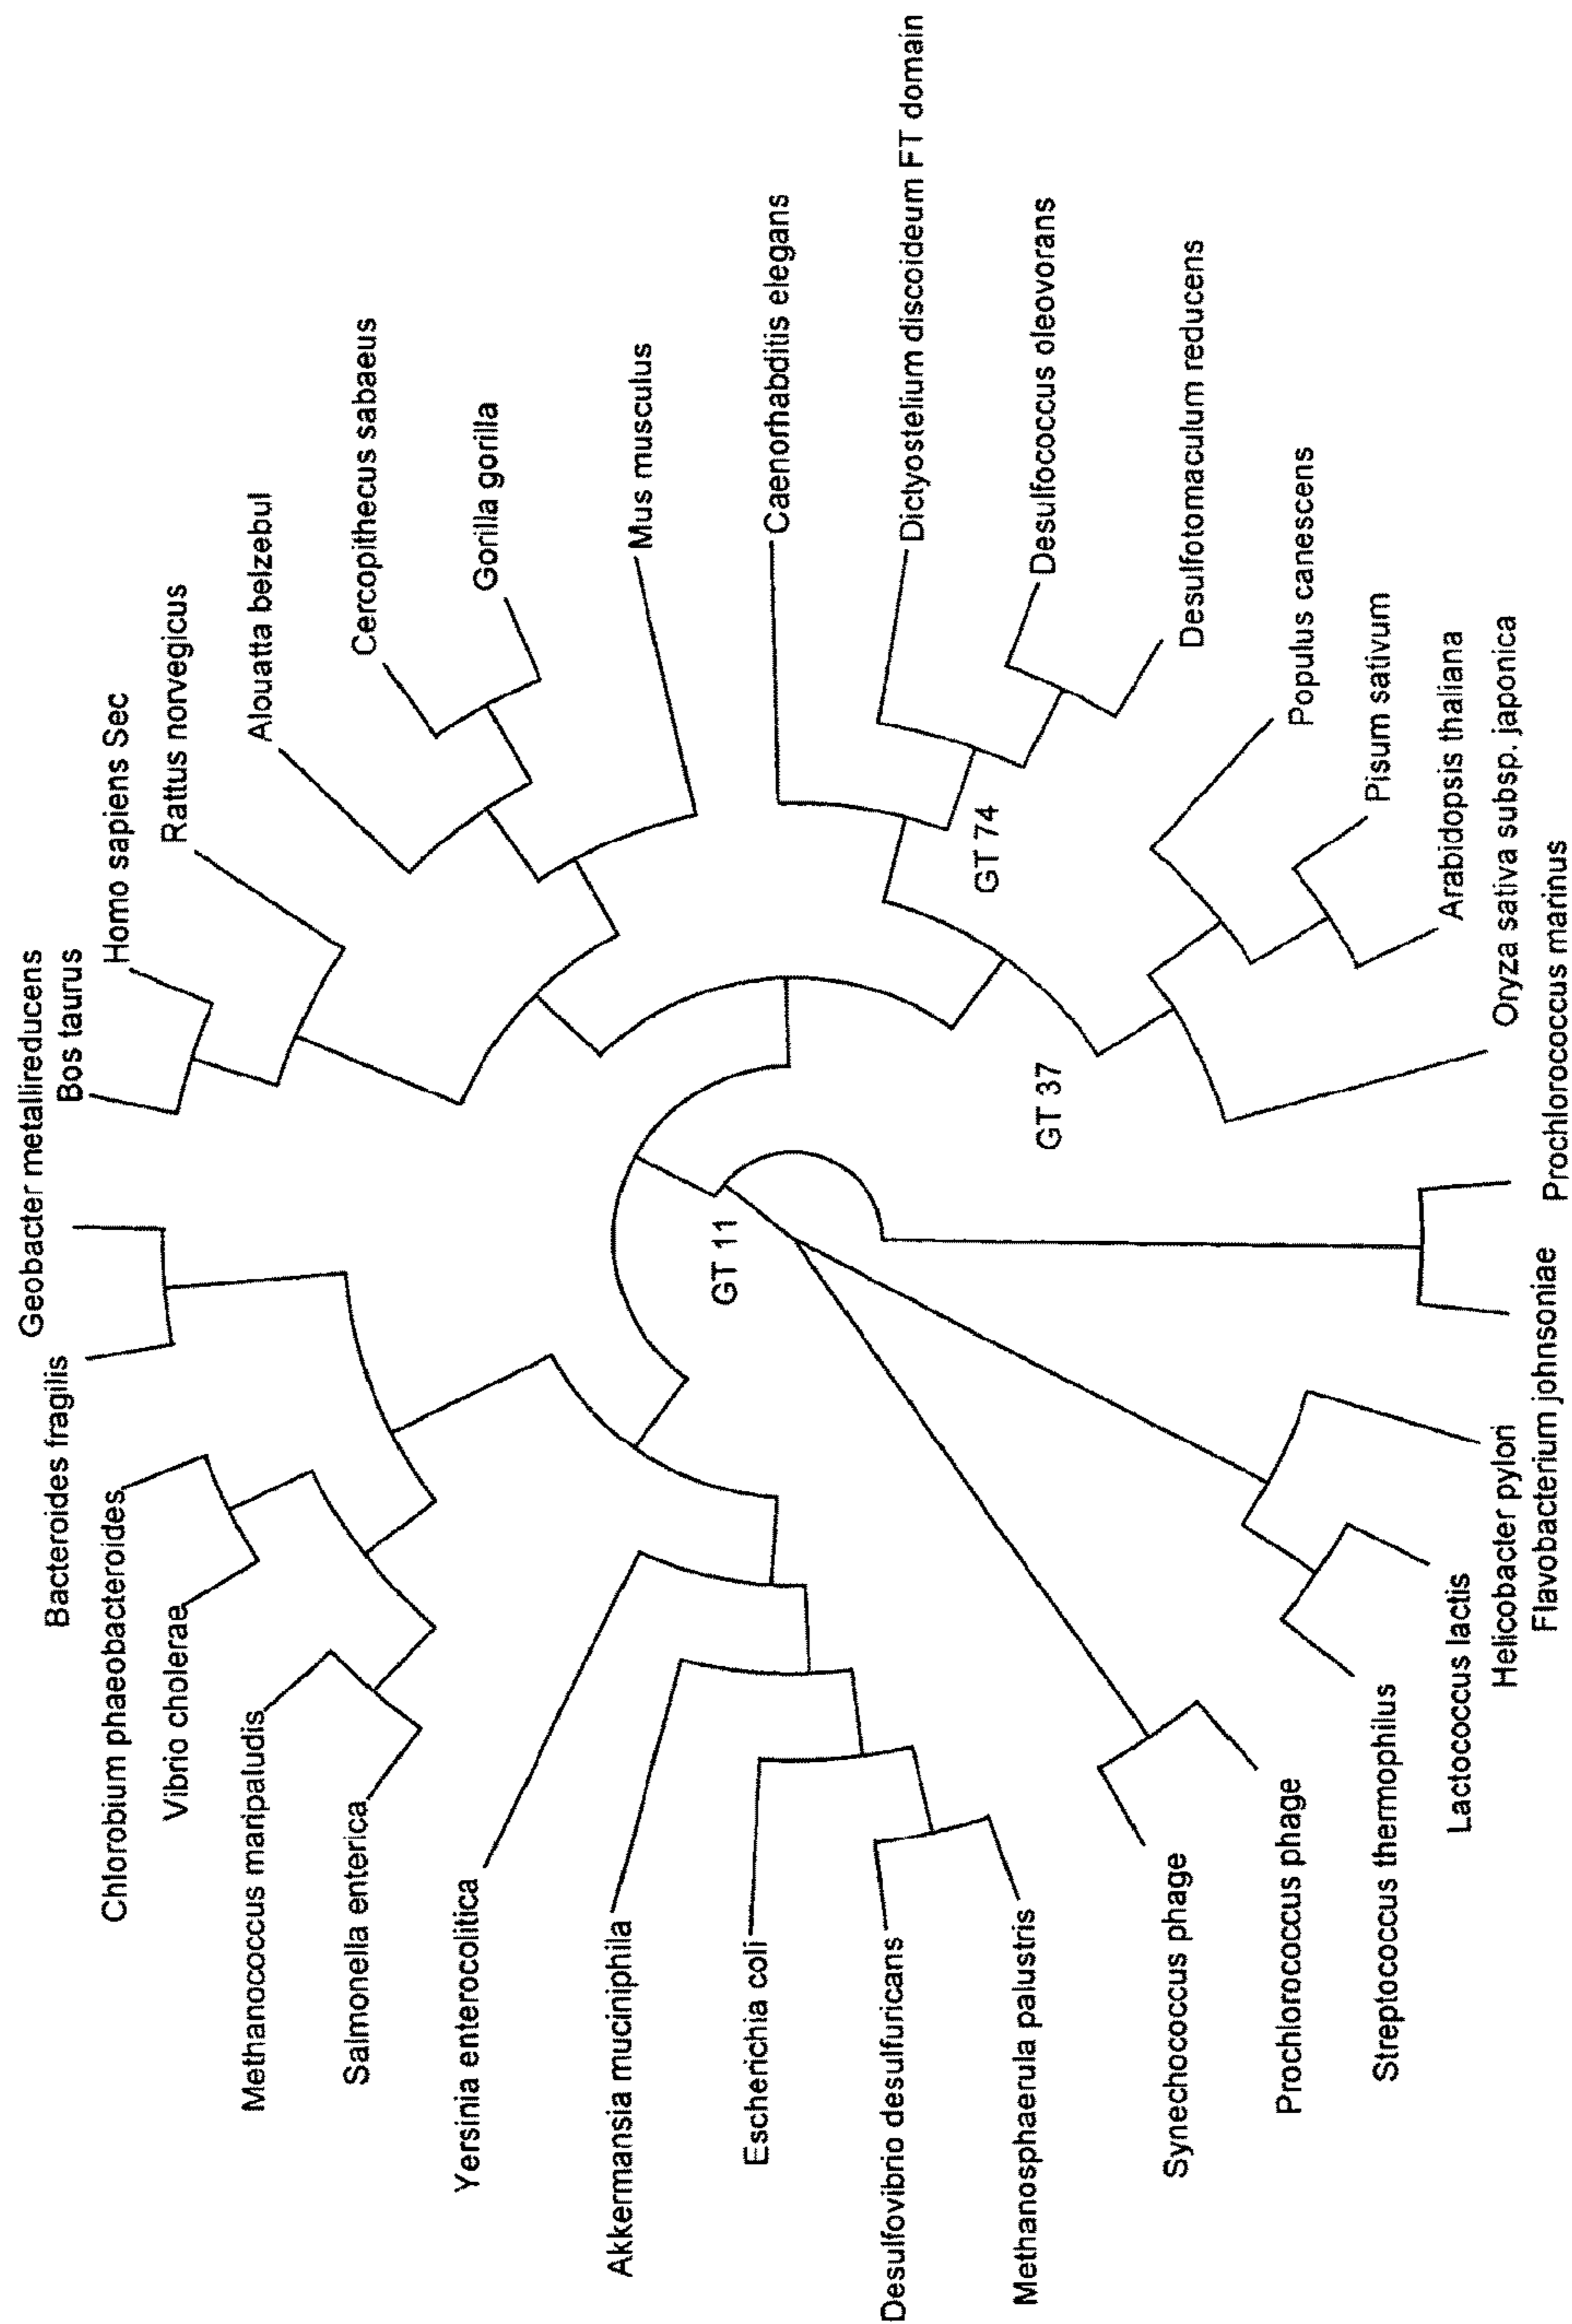 Geobacter metallireducens
Bos taurus
Homo sapiens Sec
Rattus norvegicus
Alouatta belzebul
Cercopithecus sabaeus
Gorilla gorilla
Mus musculus
Caenorhabditis elegans
Dictyostelium discoideum FT domain
Desulfococcus oleovorans
Desulfotomaculum reducens
GT 74
Populus canescens
Pisum sativum
Arabidopsis thaliana
Oryza sativa subsp. japonica
GT 37
Prochlorococcus marinus
Flavobacterium johnsoniae
Helicobacter pylori
Lactococcus lactis
Streptococcus thermophilus
Prochlorococcus phage
Synechococcus phage
GT 11
Methanosphaerula palustris
Desulfovibrio desulfuricans
Escherichia coli
Akkermansia muciniphila
Yersinia enterocolitica
Salmonella enterica
Methanococcus maripaludis
Vibrio cholerae
Chlorobium phaeobacteroides
Bacteroides fragilis